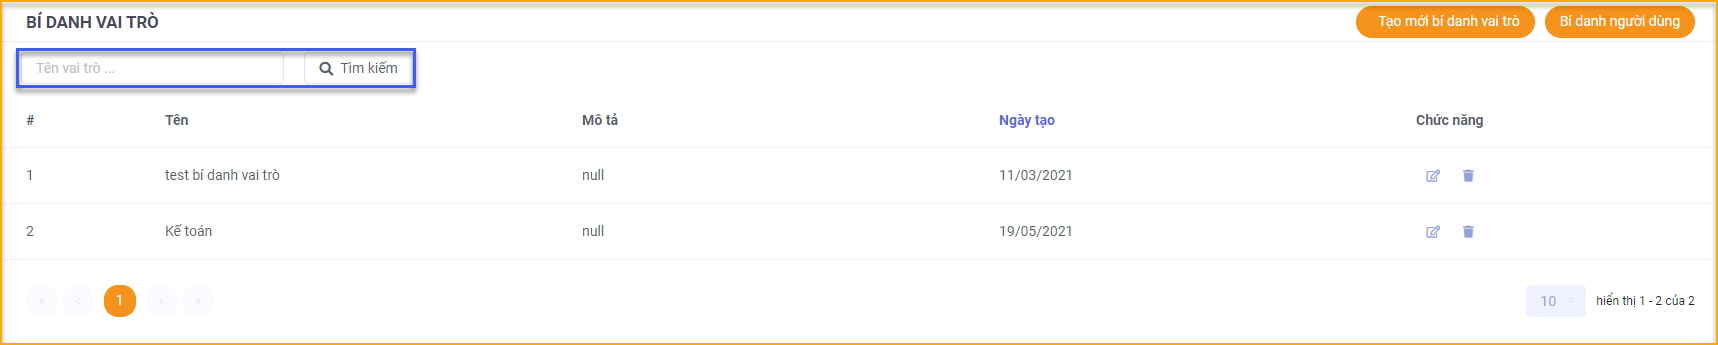 BÍ DANH VAI TRÒ Tạo mới bí danh vai trò Bí danh người dùng
Tên vai trò ... Tìm kiếm
# Tên Mô tả Ngày tạo Chức năng
1 test bí danh vai trò null 11/03/2021
2 Kế toán null 19/05/2021
« ‹ 1 › » 10 hiển thị 1 - 2 của 2